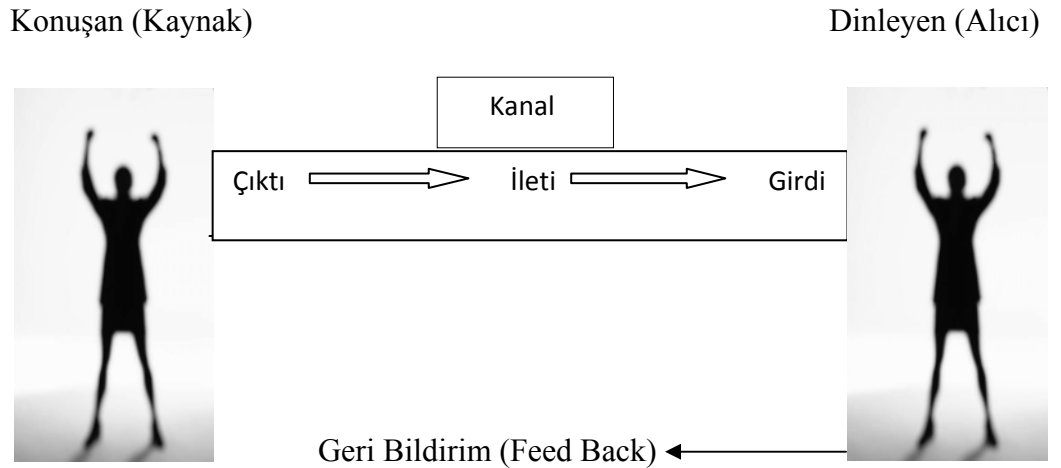 Konuşan (Kaynak)
Dinleyen (Alıcı)
Kanal
Çıktı
İleti
Girdi
Geri Bildirim (Feed Back)